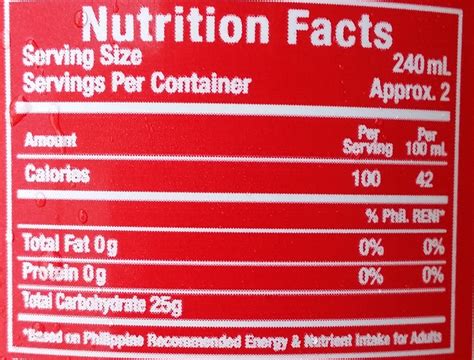 Nutrition Facts
Serving Size 240 mL
Servings Per Container Approx. 2
Amount Per Serving Per 100 mL
Calories 100 42
% Phil. RENI*
Total Fat 0g 0% 0%
Protein 0g 0% 0%
Total Carbohydrate 25g
*Based on Philippine Recommended Energy & Nutrient Intake for Adults